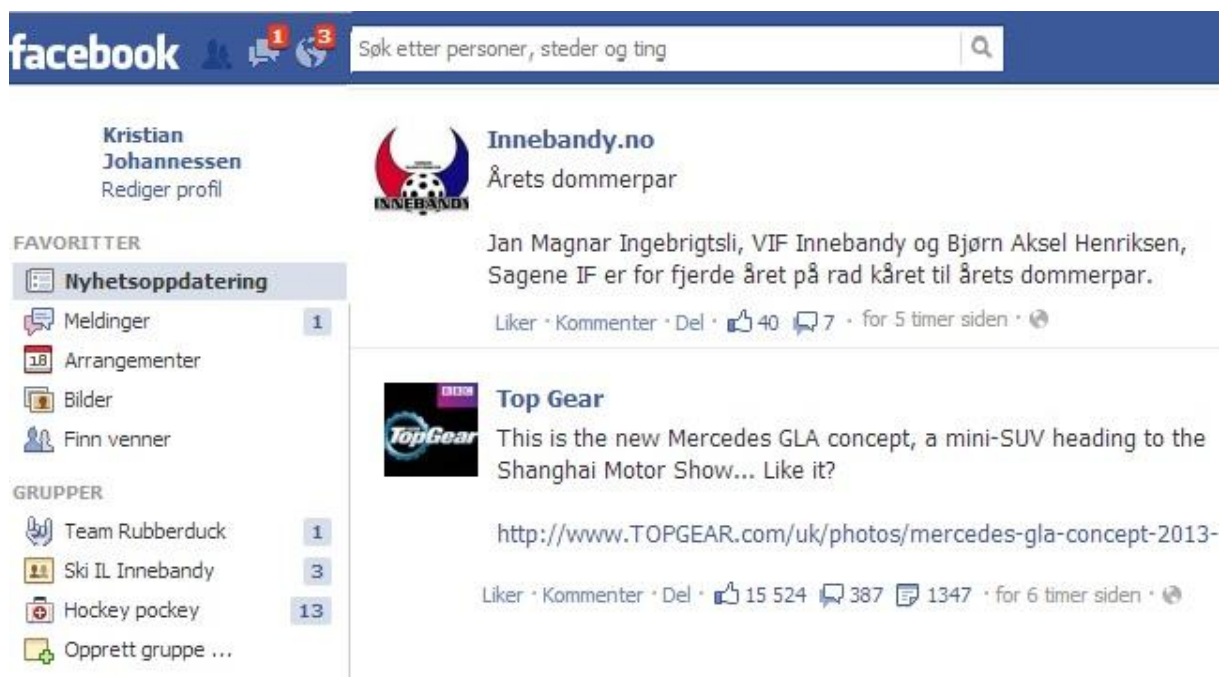 facebook
1
3
Søk etter personer, steder og ting
Kristian
Johannessen
Rediger profil
FAVORITTER
Nyhetsoppdatering
Meldinger 1
18 Arrangementer
Bilder
Finn venner
GRUPPER
Team Rubberduck 1
Ski IL Innebandy 3
Hockey pockey 13
Opprett gruppe ...
INNEBANDY
Innebandy.no
Årets dommerpar
Jan Magnar Ingebrigtsli, VIF Innebandy og Bjørn Aksel Henriksen,
Sagene IF er for fjerde året på rad kåret til årets dommerpar.
Liker · Kommenter · Del · 40 7 · for 5 timer siden ·
BBC
TopGear
Top Gear
This is the new Mercedes GLA concept, a mini-SUV heading to the
Shanghai Motor Show... Like it?
http://www.TOPGEAR.com/uk/photos/mercedes-gla-concept-2013-
Liker · Kommenter · Del · 15 524 387 1347 · for 6 timer siden ·